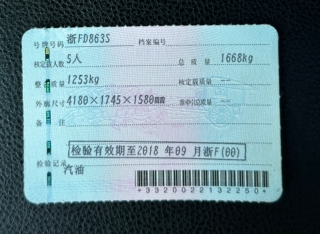 号牌号码 浙FD863S 档案编号
核定载人数 5人 总质量 1668kg
整备质量 1253kg 核定载质量 --
外廓尺寸 4180×1745×1580mm 准牵引总质量 --
备注
检验有效期至2018 年09 月浙F(00)
检验记录
汽油
*3320022132250*